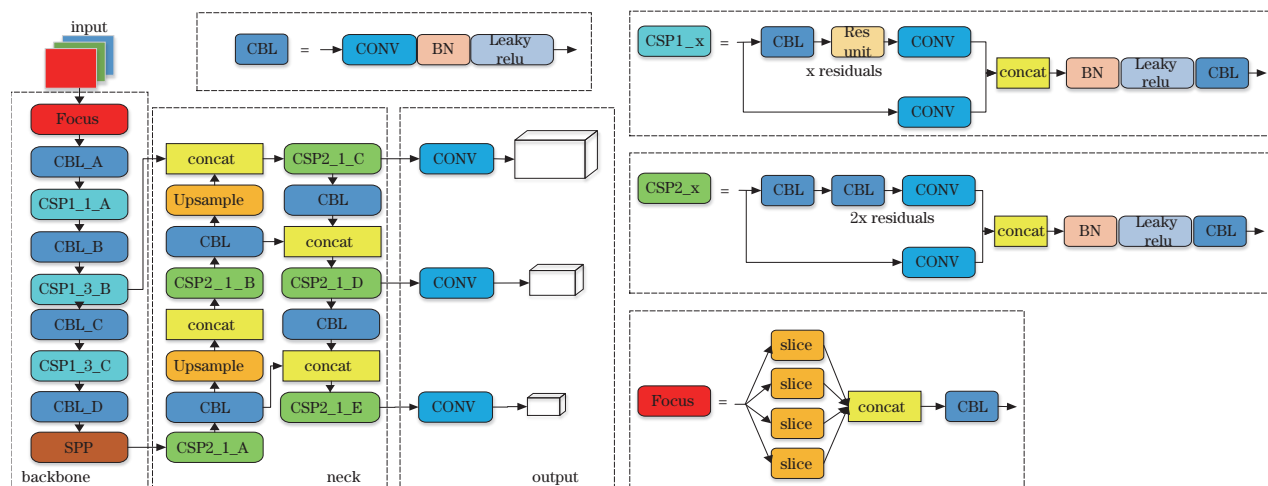 input
Focus
CBL_A
CSP1_1_A
CBL_B
CSP1_3_B
CBL_C
CSP1_3_C
CBL_D
SPP
backbone
concat
Upsample
CBL
CSP2_1_B
concat
Upsample
CBL
CSP2_1_A
CSP2_1_C
CBL
concat
CSP2_1_D
CBL
concat
CSP2_1_E
neck
CONV
CONV
CONV
output
CBL = CONV BN Leaky
relu
CSP1_x = CBL Res
unit CONV
x residuals
CONV
concat BN Leaky
relu CBL
CSP2_x = CBL CBL CONV
2x residuals
CONV
concat BN Leaky
relu CBL
Focus =
slice
slice
slice
slice
concat CBL